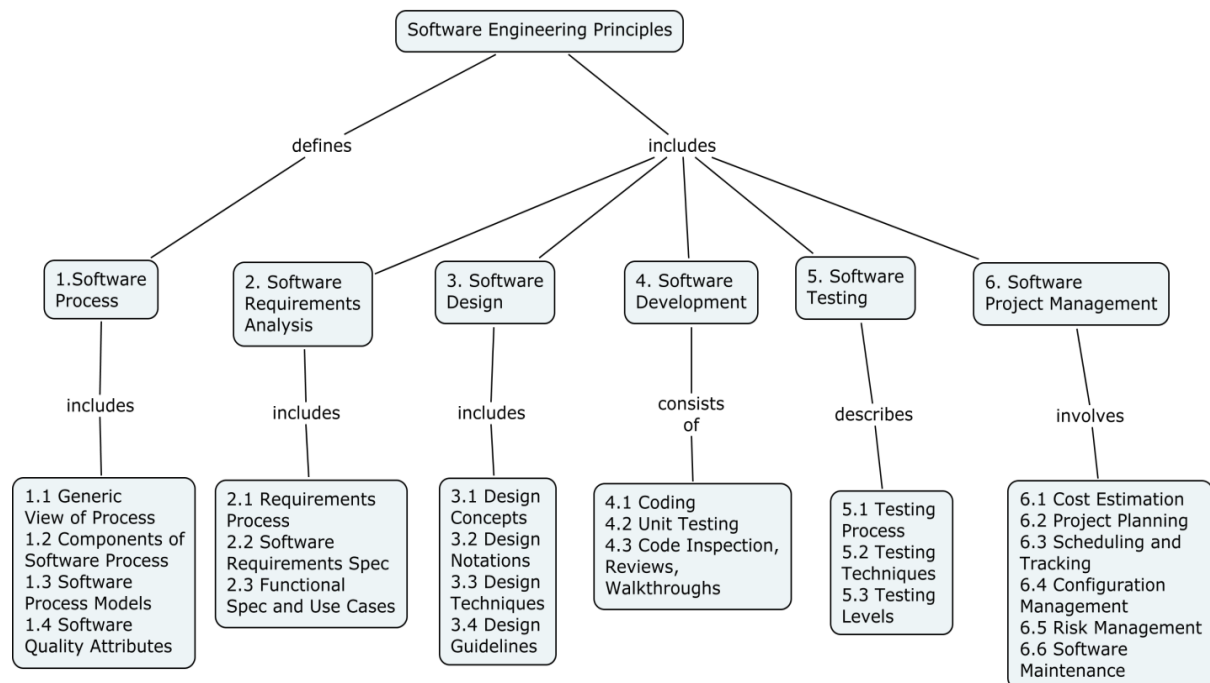 Software Engineering Principles
defines
includes
1.Software
Process
2. Software
Requirements
Analysis
3. Software
Design
4. Software
Development
5. Software
Testing
6. Software
Project Management
includes
includes
includes
consists
of
describes
involves
1.1 Generic
View of Process
1.2 Components of
Software Process
1.3 Software
Process Models
1.4 Software
Quality Attributes
2.1 Requirements
Process
2.2 Software
Requirements Spec
2.3 Functional
Spec and Use Cases
3.1 Design
Concepts
3.2 Design
Notations
3.3 Design
Techniques
3.4 Design
Guidelines
4.1 Coding
4.2 Unit Testing
4.3 Code Inspection,
Reviews,
Walkthroughs
5.1 Testing
Process
5.2 Testing
Techniques
5.3 Testing
Levels
6.1 Cost Estimation
6.2 Project Planning
6.3 Scheduling and
Tracking
6.4 Configuration
Management
6.5 Risk Management
6.6 Software
Maintenance